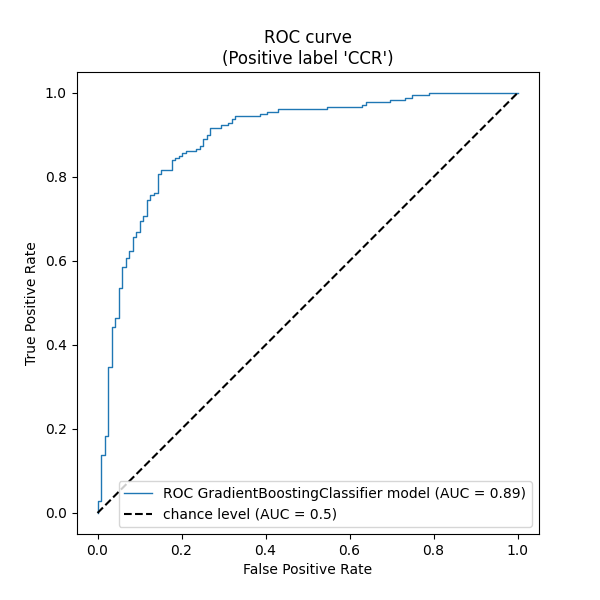 ROC curve
(Positive label 'CCR')
1.0
0.8
0.6
0.4
0.2
0.0
True Positive Rate
ROC GradientBoostingClassifier model (AUC = 0.89)
chance level (AUC = 0.5)
0.0 0.2 0.4 0.6 0.8 1.0
False Positive Rate